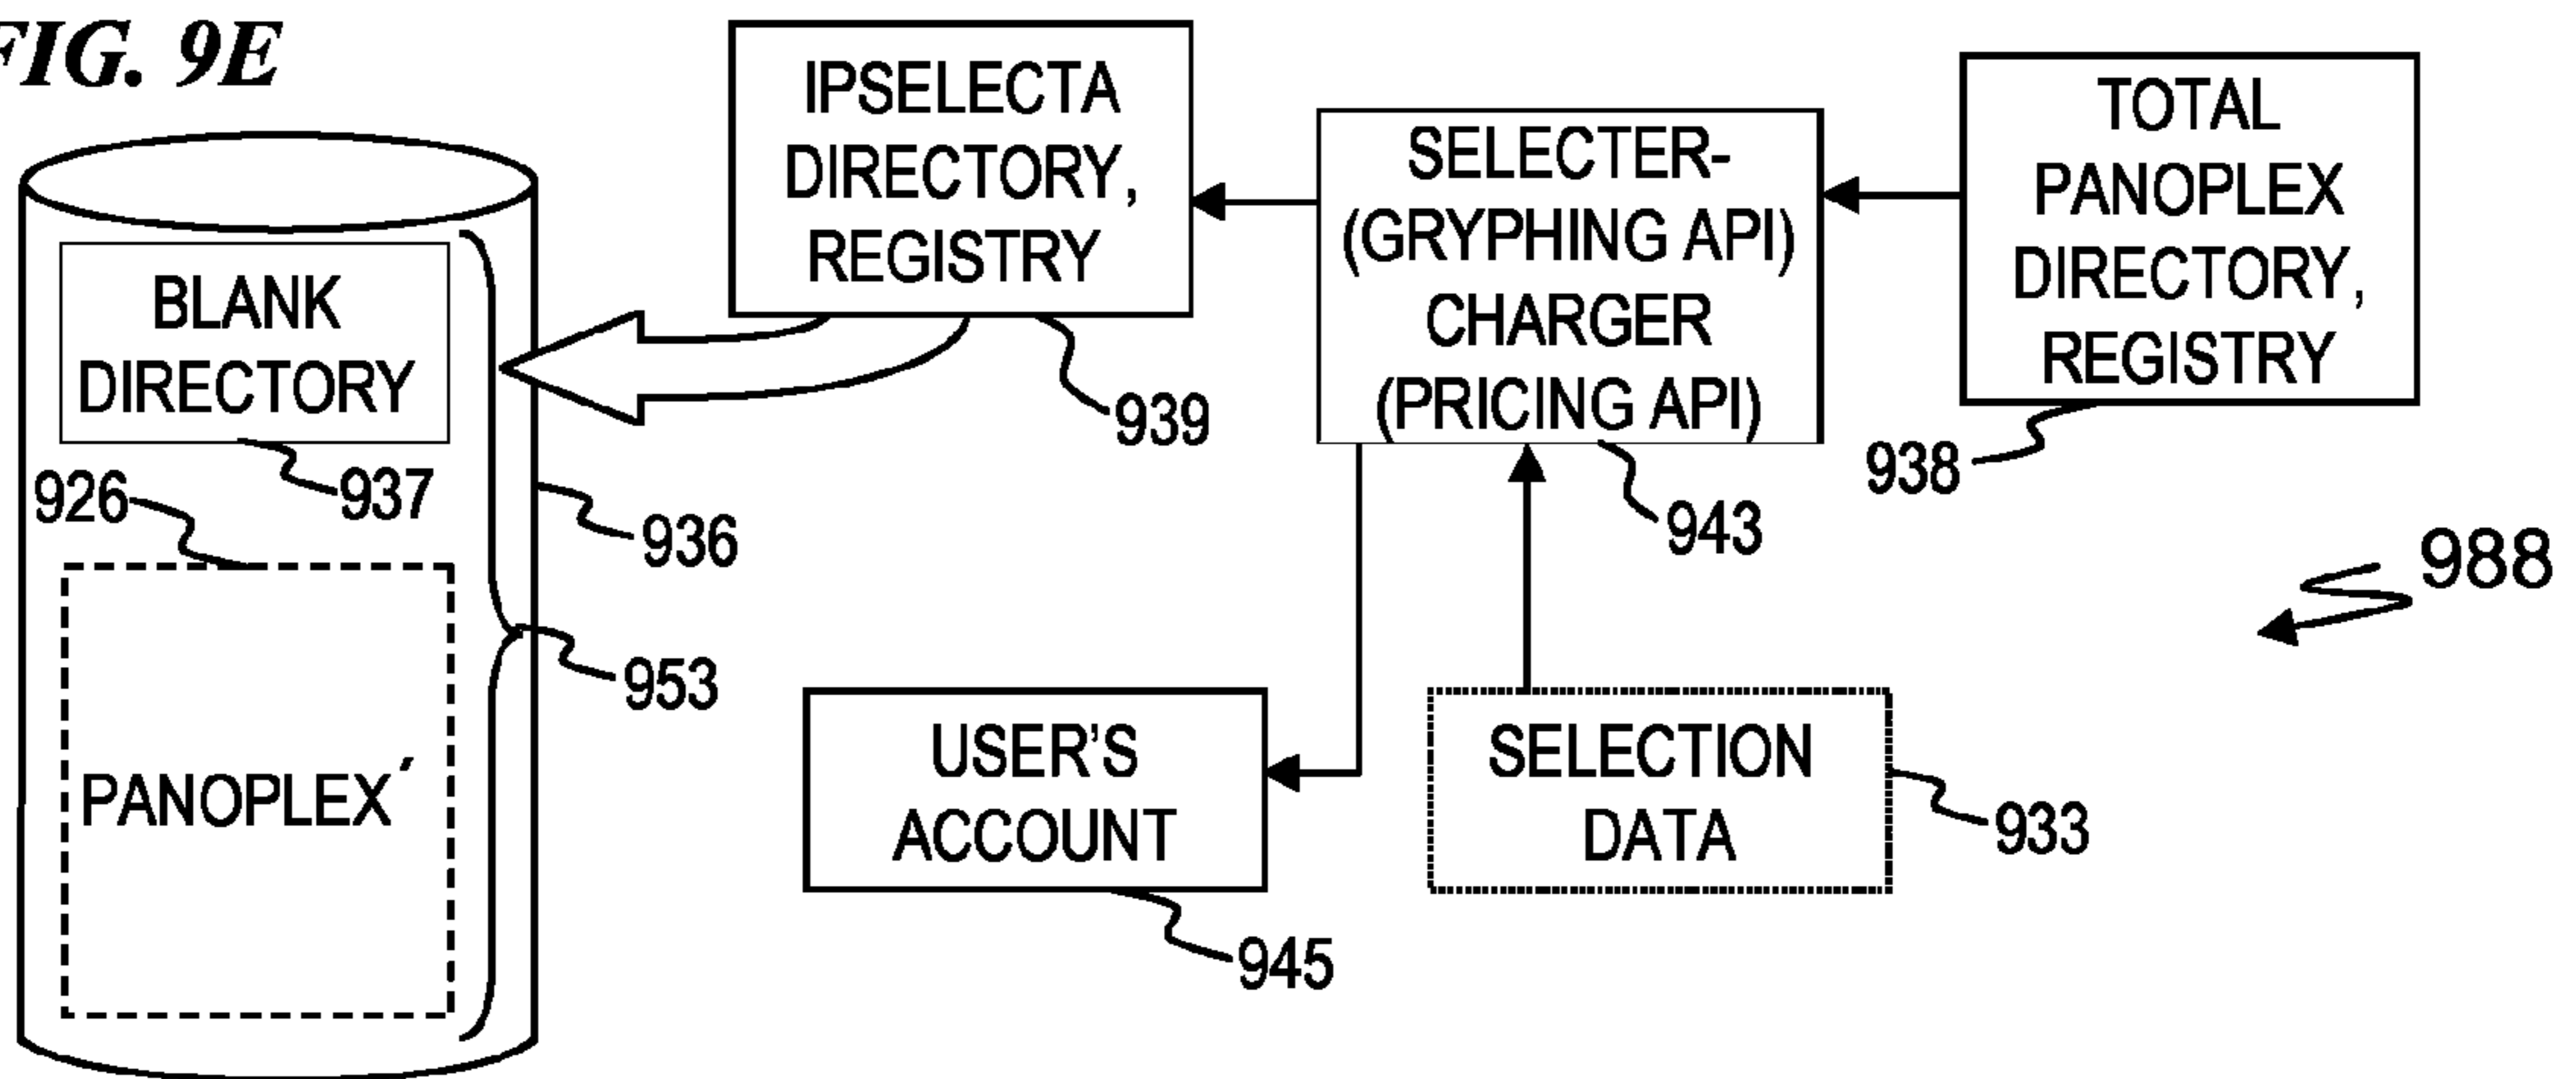 FIG. 9E
IPSELECTA
DIRECTORY,
REGISTRY
939
SELECTER-
(GRYPHING API)
CHARGER
(PRICING API)
943
TOTAL
PANOPLEX
DIRECTORY,
REGISTRY
938
BLANK
DIRECTORY
937
926
936
PANOPLEX´
953
USER'S
ACCOUNT
945
SELECTION
DATA
933
988